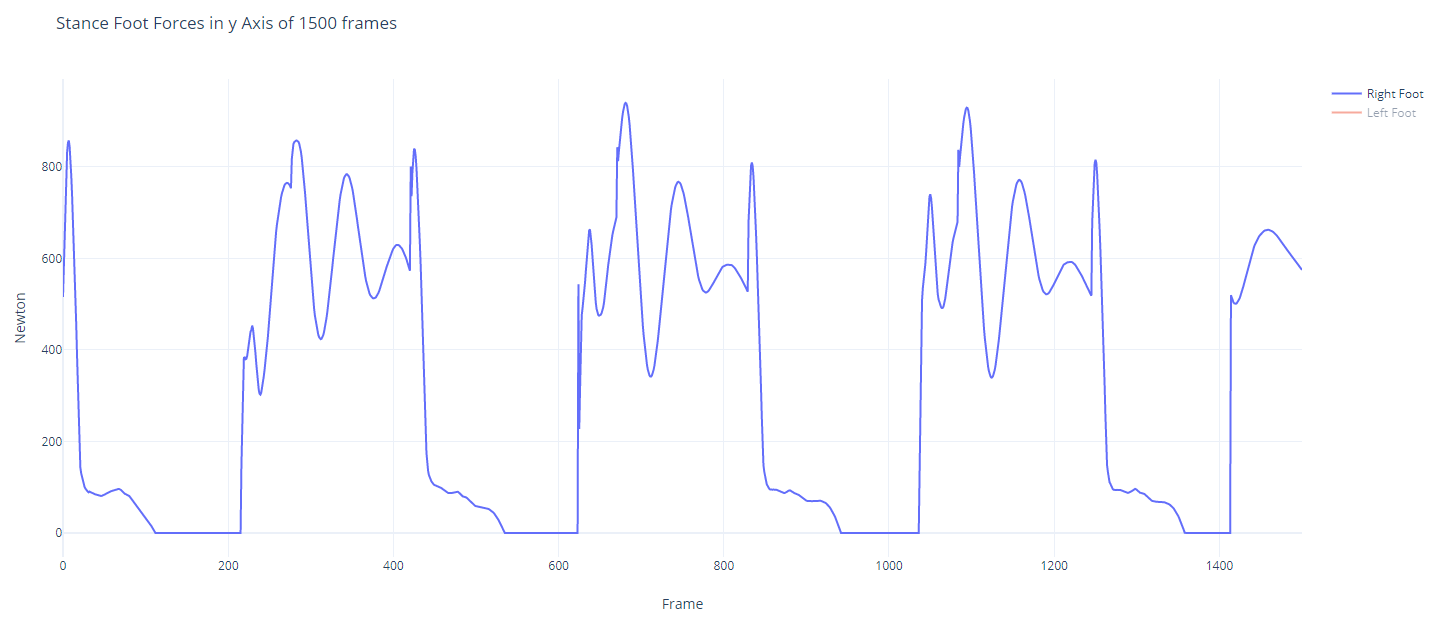 Stance Foot Forces in y Axis of 1500 frames
Right Foot
Left Foot
Newton
800
600
400
200
0
0 200 400 600 800 1000 1200 1400
Frame